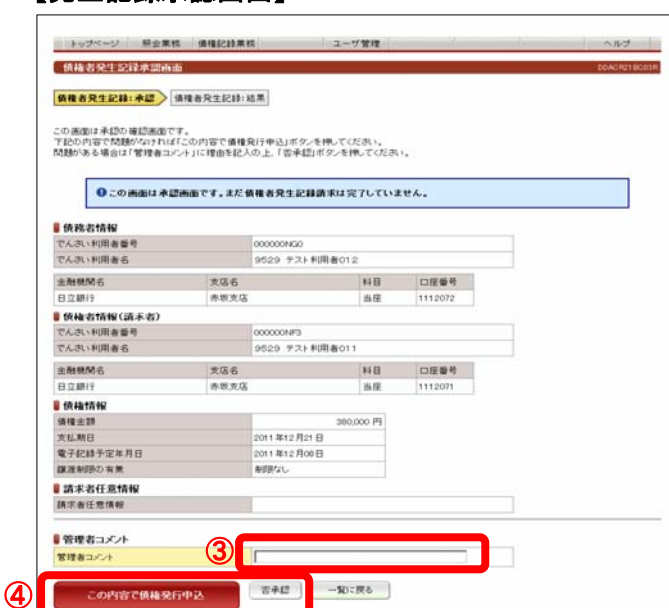 トップページ 照会業務 債権記録業務 ユーザ管理 ヘルプ
債権者発生記録承認画面
債権者発生記録:承認 債権者発生記録:結果
この画面は承認の確認画面です。
下記の内容で問題がなければ「この内容で債権発行申込」ボタンを押してください。
問題がある場合は「管理者コメント」に理由を記入の上、「否承認」ボタンを押してください。
この画面は承認画面です。まだ債権者発生記録請求は完了していません。
債務者情報
でんさい利用者番号 000000NG0
でんさい利用者名 9529 テスト利用者012
金融機関名 支店名 科目 口座番号
日立銀行 赤坂支店 当座 1112072
債権者情報(請求者)
でんさい利用者番号 000000NF3
でんさい利用者名 9529 テスト利用者011
金融機関名 支店名 科目 口座番号
日立銀行 赤坂支店 当座 1112071
債権情報
債権金額 380,000 円
支払期日 2011年12月21日
電子記録予定年月日 2011年12月08日
譲渡制限の有無 制限なし
請求者任意情報
請求者任意情報
管理者コメント
管理者コメント ③
④ この内容で債権発行申込 否承認 一覧に戻る